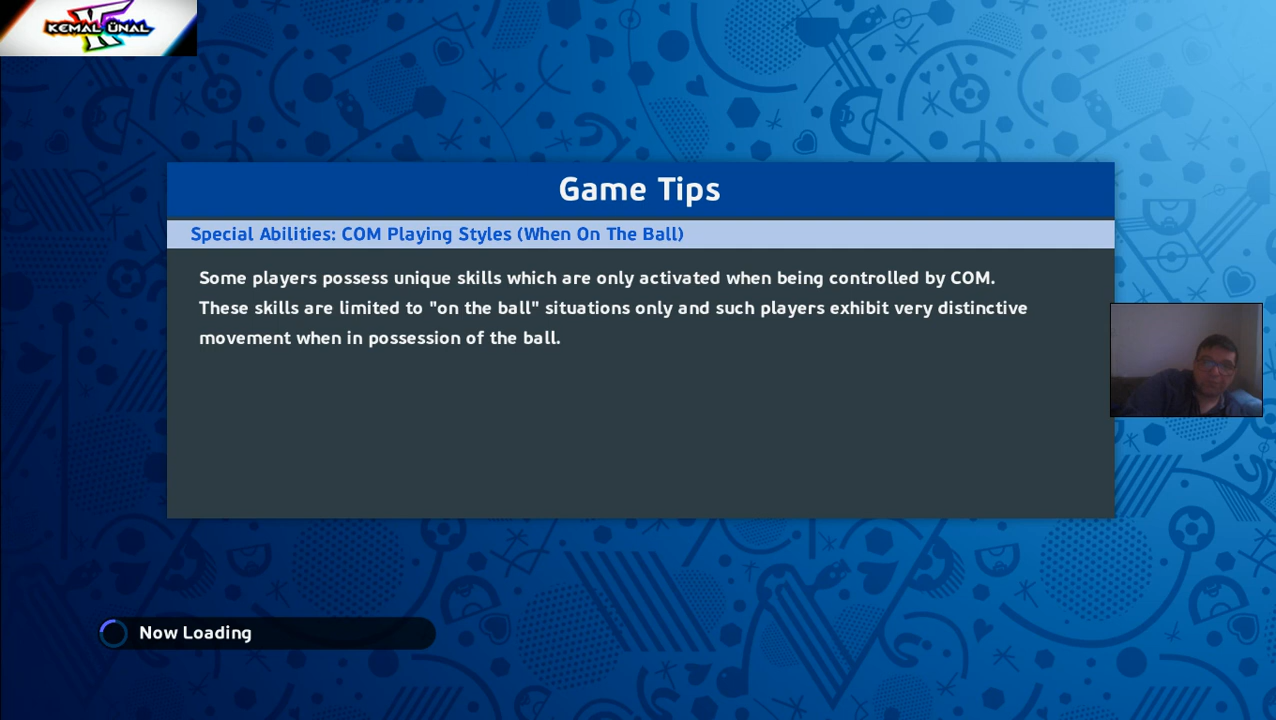 KEMAL ÜNAL
Game Tips
Special Abilities: COM Playing Styles (When On The Ball)
Some players possess unique skills which are only activated when being controlled by COM.
These skills are limited to "on the ball" situations only and such players exhibit very distinctive
movement when in possession of the ball.
Now Loading